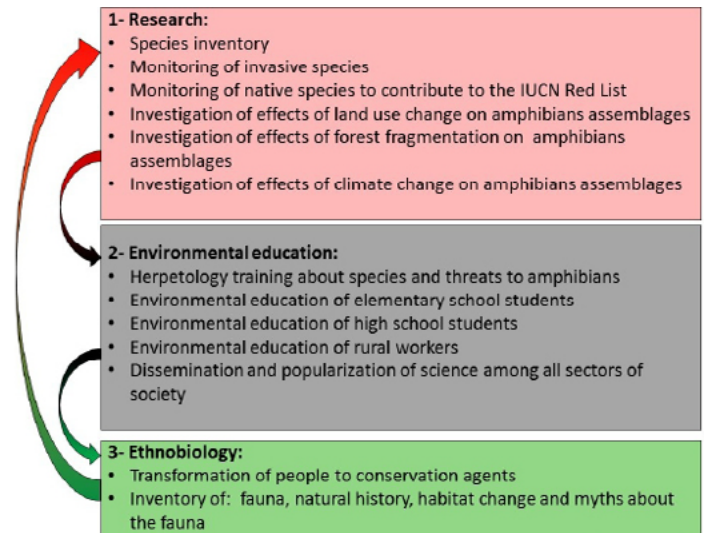 1- Research:
• Species inventory
• Monitoring of invasive species
• Monitoring of native species to contribute to the IUCN Red List
• Investigation of effects of land use change on amphibians assemblages
• Investigation of effects of forest fragmentation on amphibians
assemblages
• Investigation of effects of climate change on amphibians assemblages
2- Environmental education:
• Herpetology training about species and threats to amphibians
• Environmental education of elementary school students
• Environmental education of high school students
• Environmental education of rural workers
• Dissemination and popularization of science among all sectors of
society
3- Ethnobiology:
• Transformation of people to conservation agents
• Inventory of: fauna, natural history, habitat change and myths about
the fauna